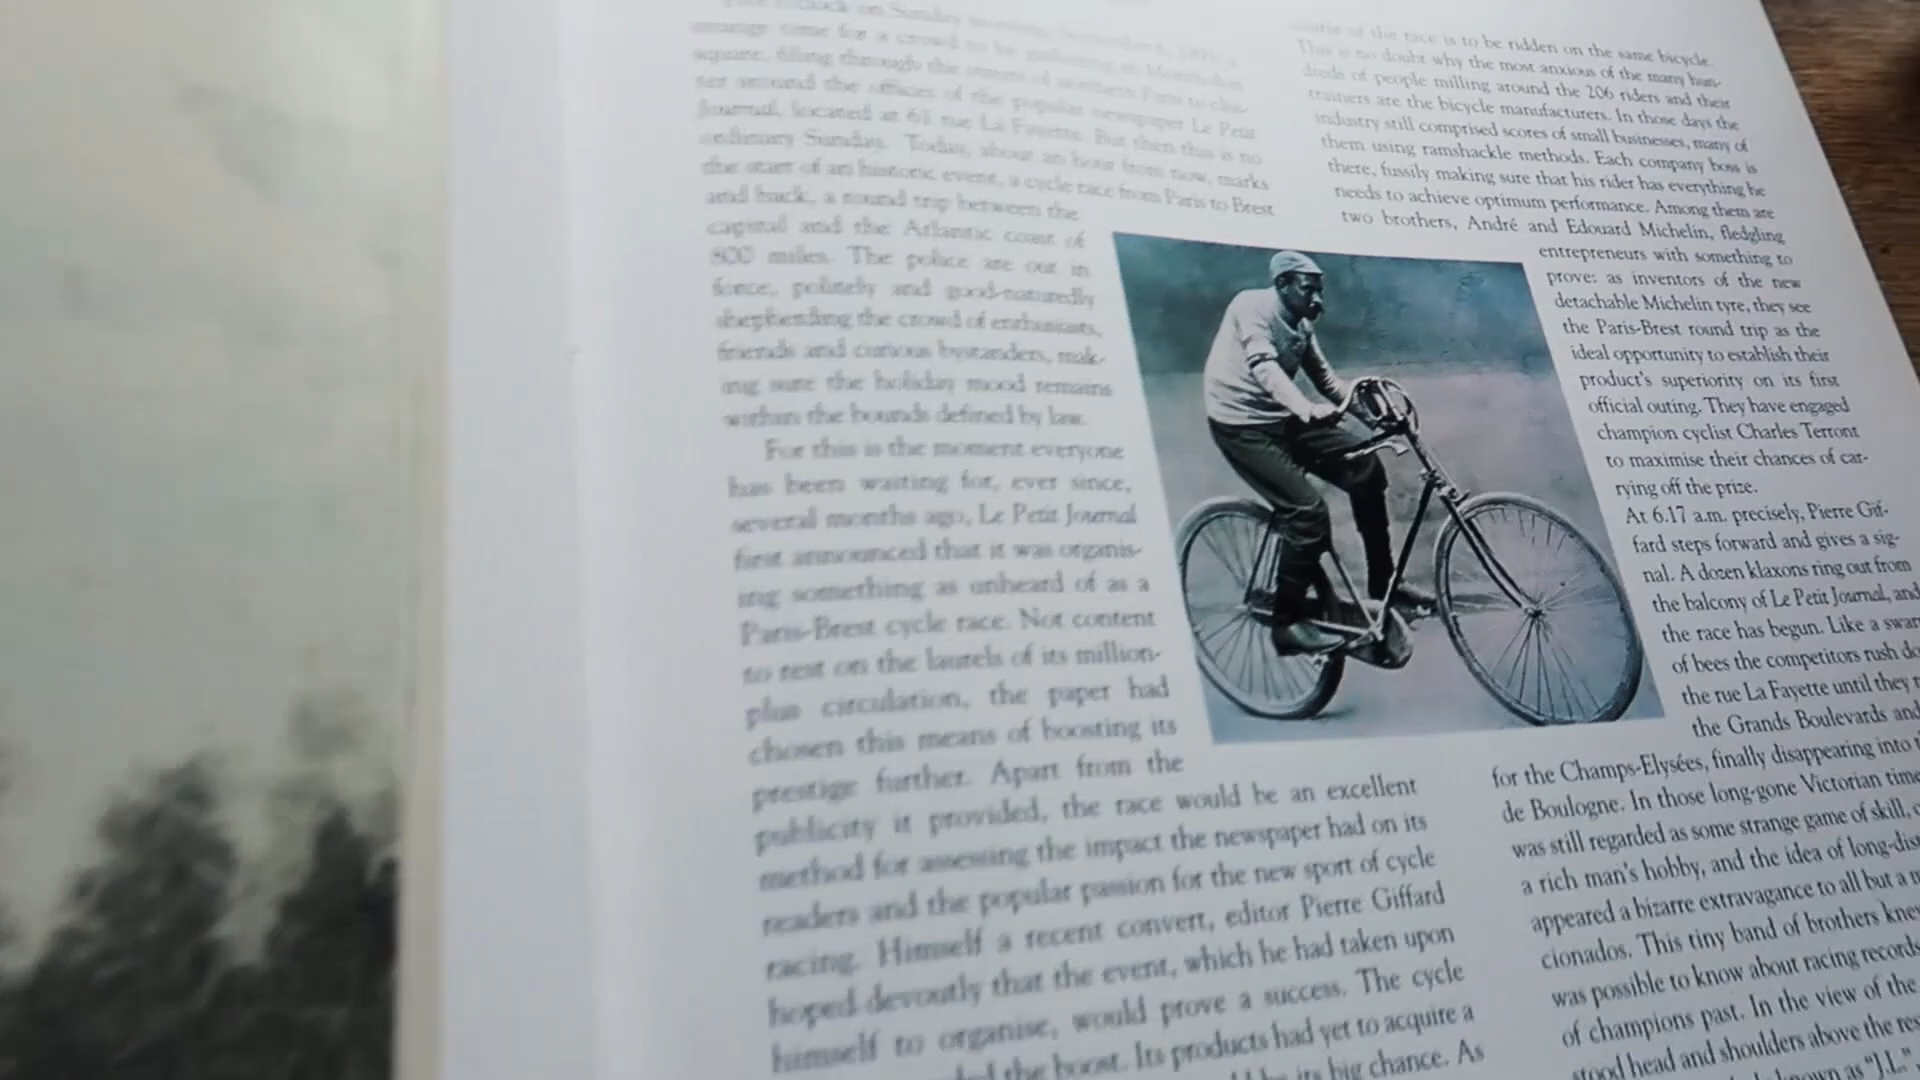 o'clock on Sunday morning, September 6, 1891, a
strange time for a crowd to be gathering at Montholon
square, filling through the streets of northern Paris to clus-
ter around the offices of the popular newspaper Le Petit
Journal, located at 61 rue La Fayette. But then this is no
ordinary Sunday. Today, about an hour from now, marks
the start of an historic event, a cycle race from Paris to Brest
and back, a round trip between the
capital and the Atlantic coast of
800 miles. The police are out in
force, politely and good-naturedly
shepherding the crowd of enthusiasts,
friends and curious bystanders, mak-
ing sure the holiday mood remains
within the bounds defined by law.
For this is the moment everyone
has been waiting for, ever since,
several months ago, Le Petit Journal
first announced that it was organis-
ing something as unheard of as a
Paris-Brest cycle race. Not content
to rest on the laurels of its million-
plus circulation, the paper had
chosen this means of boosting its
prestige further. Apart from the
publicity it provided, the race would be an excellent
method for assessing the impact the newspaper had on its
readers and the popular passion for the new sport of cycle
racing. Himself a recent convert, editor Pierre Giffard
hoped devoutly that the event, which he had taken upon
himself to organise, would prove a success. The cycle
the boost. Its products had yet to acquire a
its big chance. As
of the race is to be ridden on the same bicycle.
This is no doubt why the most anxious of the many hun-
dreds of people milling around the 206 riders and their
trainers are the bicycle manufacturers. In those days the
industry still comprised scores of small businesses, many of
them using ramshackle methods. Each company boss is
there, fussily making sure that his rider has everything he
needs to achieve optimum performance. Among them are
two brothers, André and Edouard Michelin, fledgling
entrepreneurs with something to
prove: as inventors of the new
detachable Michelin tyre, they see
the Paris-Brest round trip as the
ideal opportunity to establish their
product's superiority on its first
official outing. They have engaged
champion cyclist Charles Terront
to maximise their chances of car-
rying off the prize.
At 6.17 a.m. precisely, Pierre Gif-
fard steps forward and gives a sig-
nal. A dozen klaxons ring out from
the balcony of Le Petit Journal, and
the race has begun. Like a swar
of bees the competitors rush do
the rue La Fayette until they
the Grands Boulevards and
for the Champs-Elysées, finally disappearing into
de Boulogne. In those long-gone Victorian time
was still regarded as some strange game of skill,
a rich man's hobby, and the idea of long-dis
appeared a bizarre extravagance to all but a
cionados. This tiny band of brothers knew
was possible to know about racing records
of champions past. In the view of the
stood head and shoulders above the res
known as "J.L."